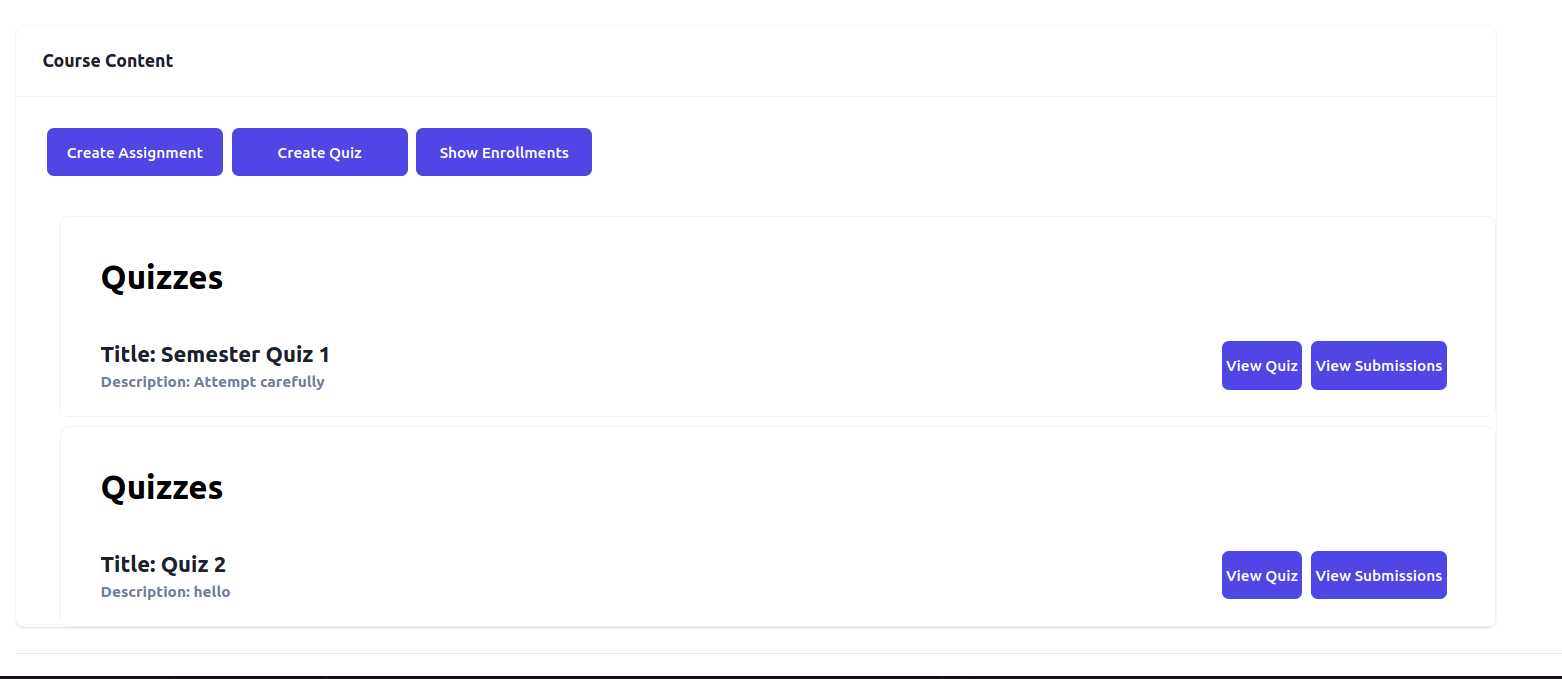 Course Content
Create Assignment Create Quiz Show Enrollments
Quizzes
Title: Semester Quiz 1
Description: Attempt carefully
View Quiz View Submissions
Quizzes
Title: Quiz 2
Description: hello
View Quiz View Submissions